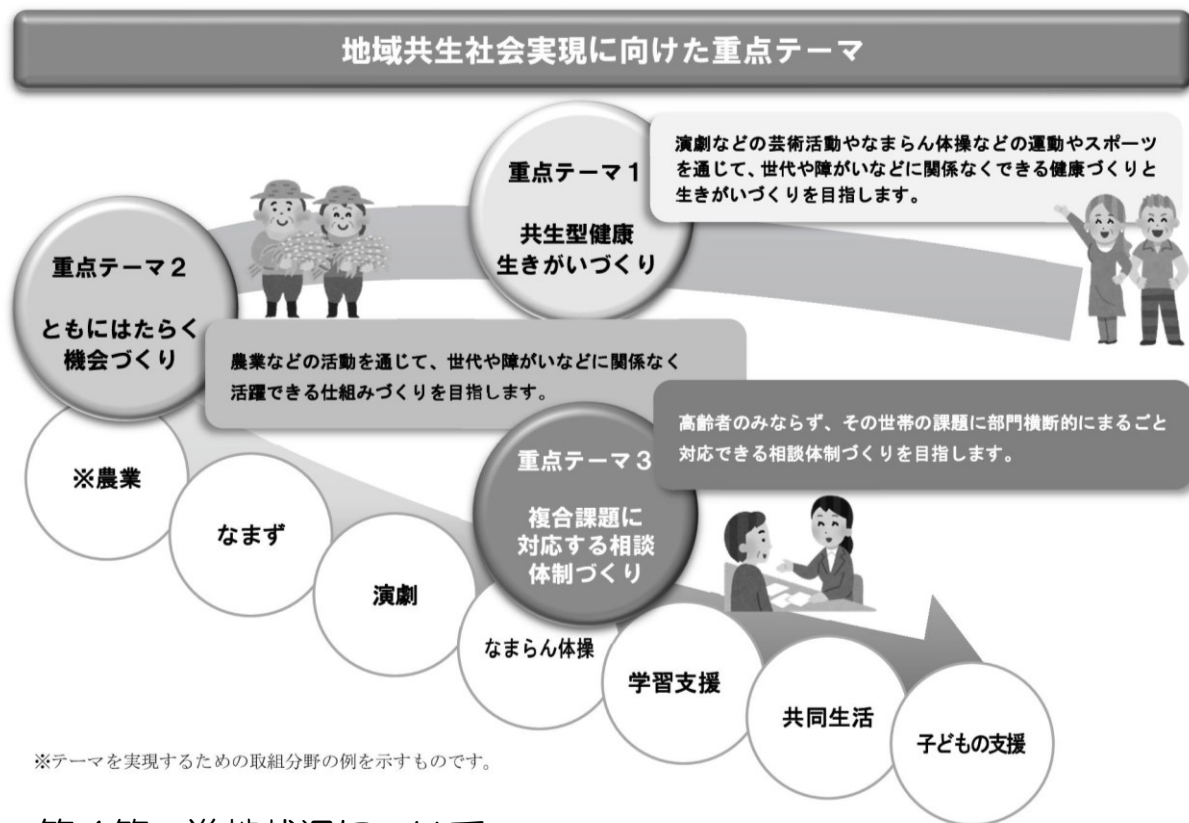 地域共生社会実現に向けた重点テーマ
重点テーマ１
共生型健康
生きがいづくり
演劇などの芸術活動やなまらん体操などの運動やスポーツ
を通じて、世代や障がいなどに関係なくできる健康づくりと
生きがいづくりを目指します。
重点テーマ２
ともにはたらく
機会づくり
農業などの活動を通じて、世代や障がいなどに関係なく
活躍できる仕組みづくりを目指します。
重点テーマ３
複合課題に
対応する相談
体制づくり
高齢者のみならず、その世帯の課題に部門横断的にまるごと
対応できる相談体制づくりを目指します。
※農業
なまず
演劇
なまらん体操
学習支援
共同生活
子どもの支援
※テーマを実現するための取組分野の例を示すものです。